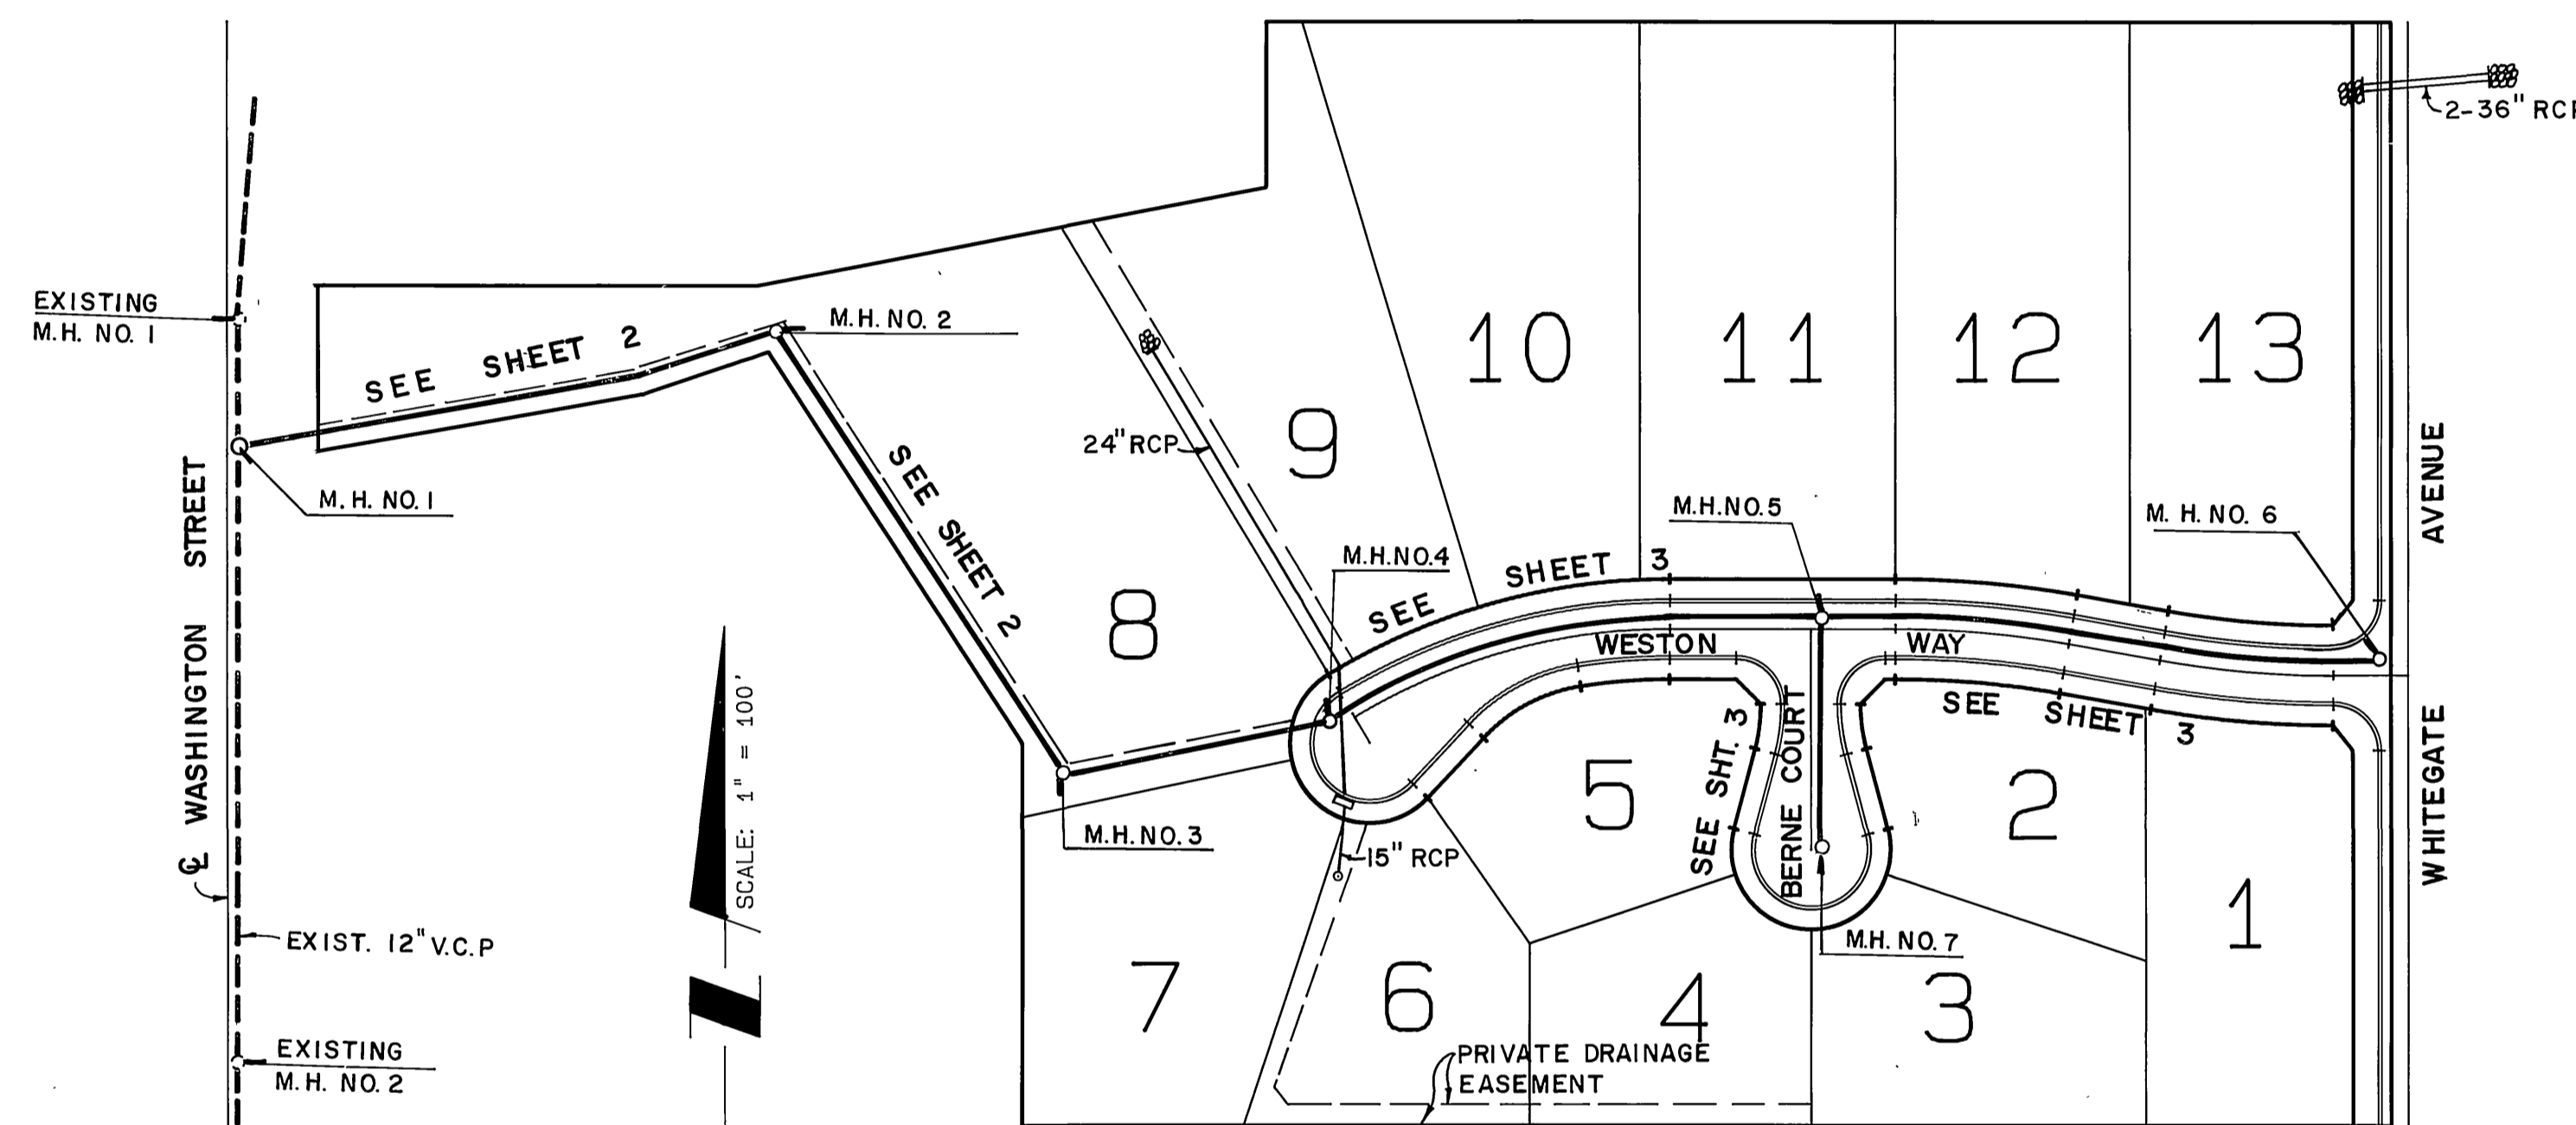 2-36" RCP
EXISTING
M.H. NO. 1
SEE SHEET 2
M.H. NO. 2
M. H. NO. 1
WASHINGTON STREET
℄
EXIST. 12" V.C.P
EXISTING
M.H. NO. 2
SCALE: 1" = 100'
SEE SHEET 2
24" RCP
8
9
10
11
12
13
M.H.NO.4
M.H.NO.5
M. H. NO. 6
SEE SHEET 3
WESTON WAY
SEE SHEET 3
SEE SHT. 3
BERNE COURT
M.H.NO.3
15" RCP
M.H. NO. 7
7
6
5
4
3
2
1
PRIVATE DRAINAGE
EASEMENT
WHITEGATE AVENUE